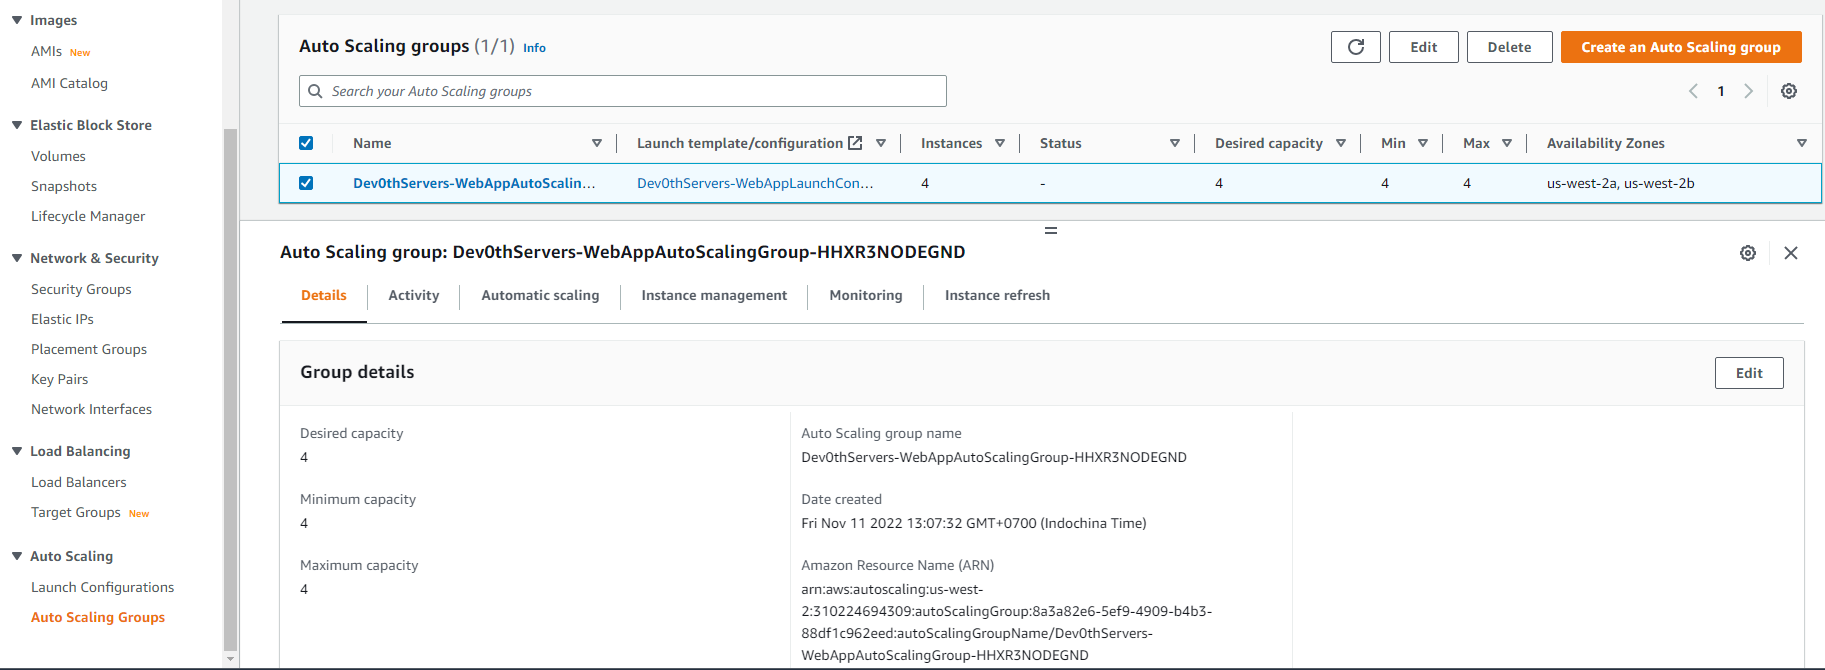 Images
AMIs New
AMI Catalog
Elastic Block Store
Volumes
Snapshots
Lifecycle Manager
Network & Security
Security Groups
Elastic IPs
Placement Groups
Key Pairs
Network Interfaces
Load Balancing
Load Balancers
Target Groups New
Auto Scaling
Launch Configurations
Auto Scaling Groups
Auto Scaling groups (1/1) Info
Edit
Delete
Create an Auto Scaling group
Search your Auto Scaling groups
1
Name Launch template/configuration Instances Status Desired capacity Min Max Availability Zones
Dev0thServers-WebAppAutoScalin... Dev0thServers-WebAppLaunchCon... 4 - 4 4 4 us-west-2a, us-west-2b
Auto Scaling group: Dev0thServers-WebAppAutoScalingGroup-HHXR3NODEGND
Details Activity Automatic scaling Instance management Monitoring Instance refresh
Group details
Edit
Desired capacity
4
Minimum capacity
4
Maximum capacity
4
Auto Scaling group name
Dev0thServers-WebAppAutoScalingGroup-HHXR3NODEGND
Date created
Fri Nov 11 2022 13:07:32 GMT+0700 (Indochina Time)
Amazon Resource Name (ARN)
arn:aws:autoscaling:us-west-
2:310224694309:autoScalingGroup:8a3a82e6-5ef9-4909-b4b3-
88df1c962eed:autoScalingGroupName/Dev0thServers-
WebAppAutoScalingGroup-HHXR3NODEGND